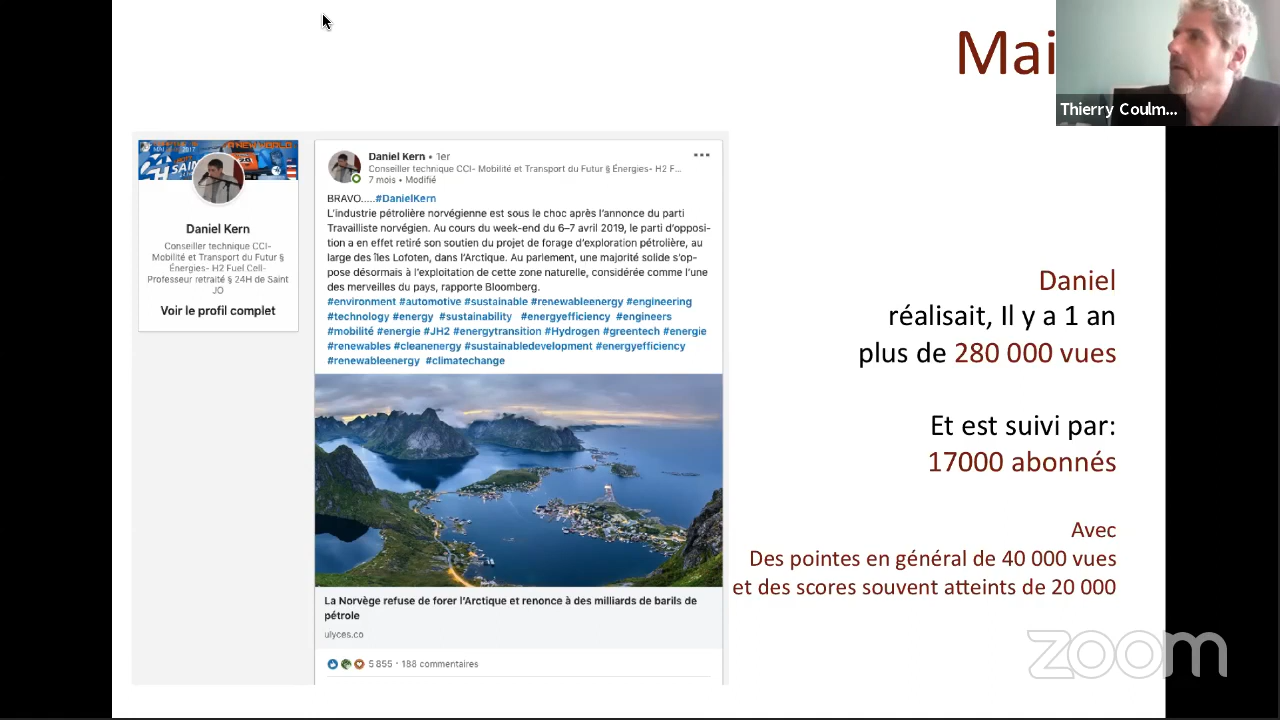 Mai
Thierry Coulm...
Daniel Kern
Conseiller technique CCI-
Mobilité et Transport du Futur §
Énergies- H2 Fuel Cell-
Professeur retraité § 24H de Saint
JO
Voir le profil complet
Daniel Kern • 1er
Conseiller technique CCI- Mobilité et Transport du Futur § Énergies- H2 F...
7 mois • Modifié
BRAVO.....#DanielKern
L'industrie pétrolière norvégienne est sous le choc après l'annonce du parti
Travailliste norvégien. Au cours du week-end du 6–7 avril 2019, le parti d'opposi-
tion a en effet retiré son soutien du projet de forage d'exploration pétrolière, au
large des îles Lofoten, dans l'Arctique. Au parlement, une majorité solide s'op-
pose désormais à l'exploitation de cette zone naturelle, considérée comme l'une
des merveilles du pays, rapporte Bloomberg.
#environment #automotive #sustainable #renewableenergy #engineering
#technology #energy #sustainability #energyefficiency #engineers
#mobilité #energie #JH2 #energytransition #Hydrogen #greentech #energie
#renewables #cleanenergy #sustainabledevelopment #energyefficiency
#renewableenergy #climatechange
La Norvège refuse de forer l'Arctique et renonce à des milliards de barils de
pétrole
ulyces.co
5 855 · 188 commentaires
Daniel
réalisait, Il y a 1 an
plus de 280 000 vues
Et est suivi par:
17000 abonnés
Avec
Des pointes en général de 40 000 vues
et des scores souvent atteints de 20 000
zoom